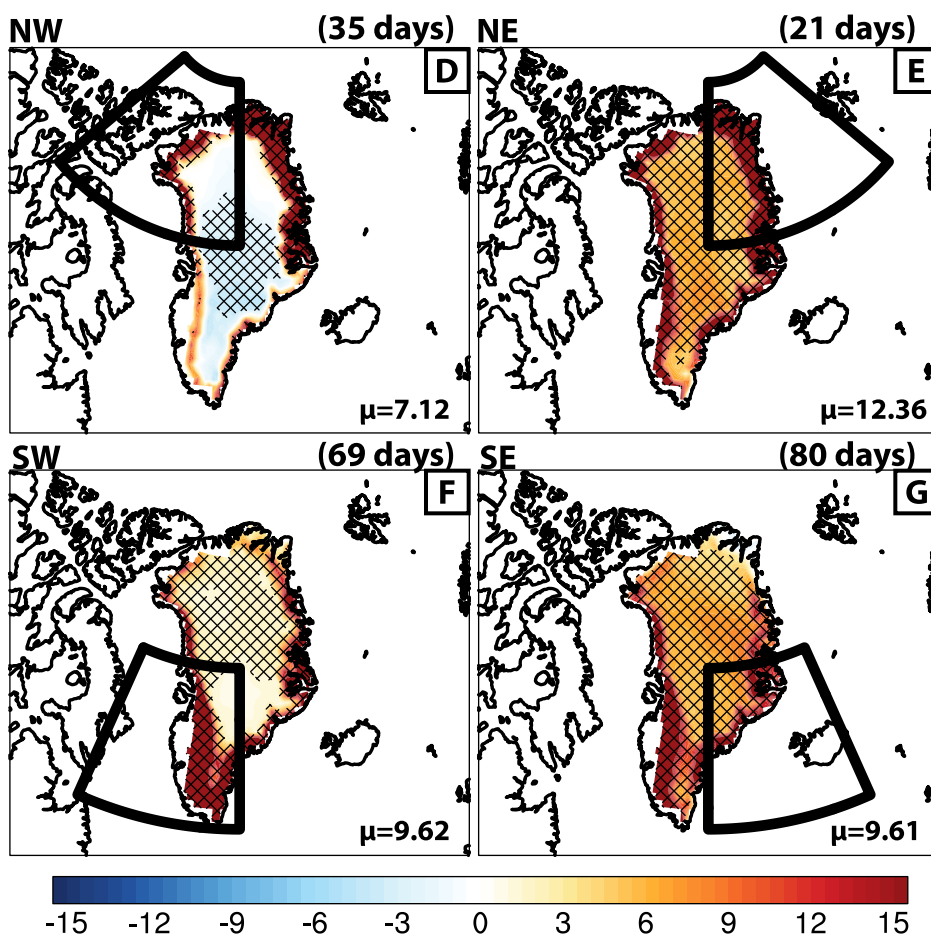 NW (35 days)
D
μ=7.12
NE (21 days)
E
μ=12.36
SW (69 days)
F
μ=9.62
SE (80 days)
G
μ=9.61
-15 -12 -9 -6 -3 0 3 6 9 12 15